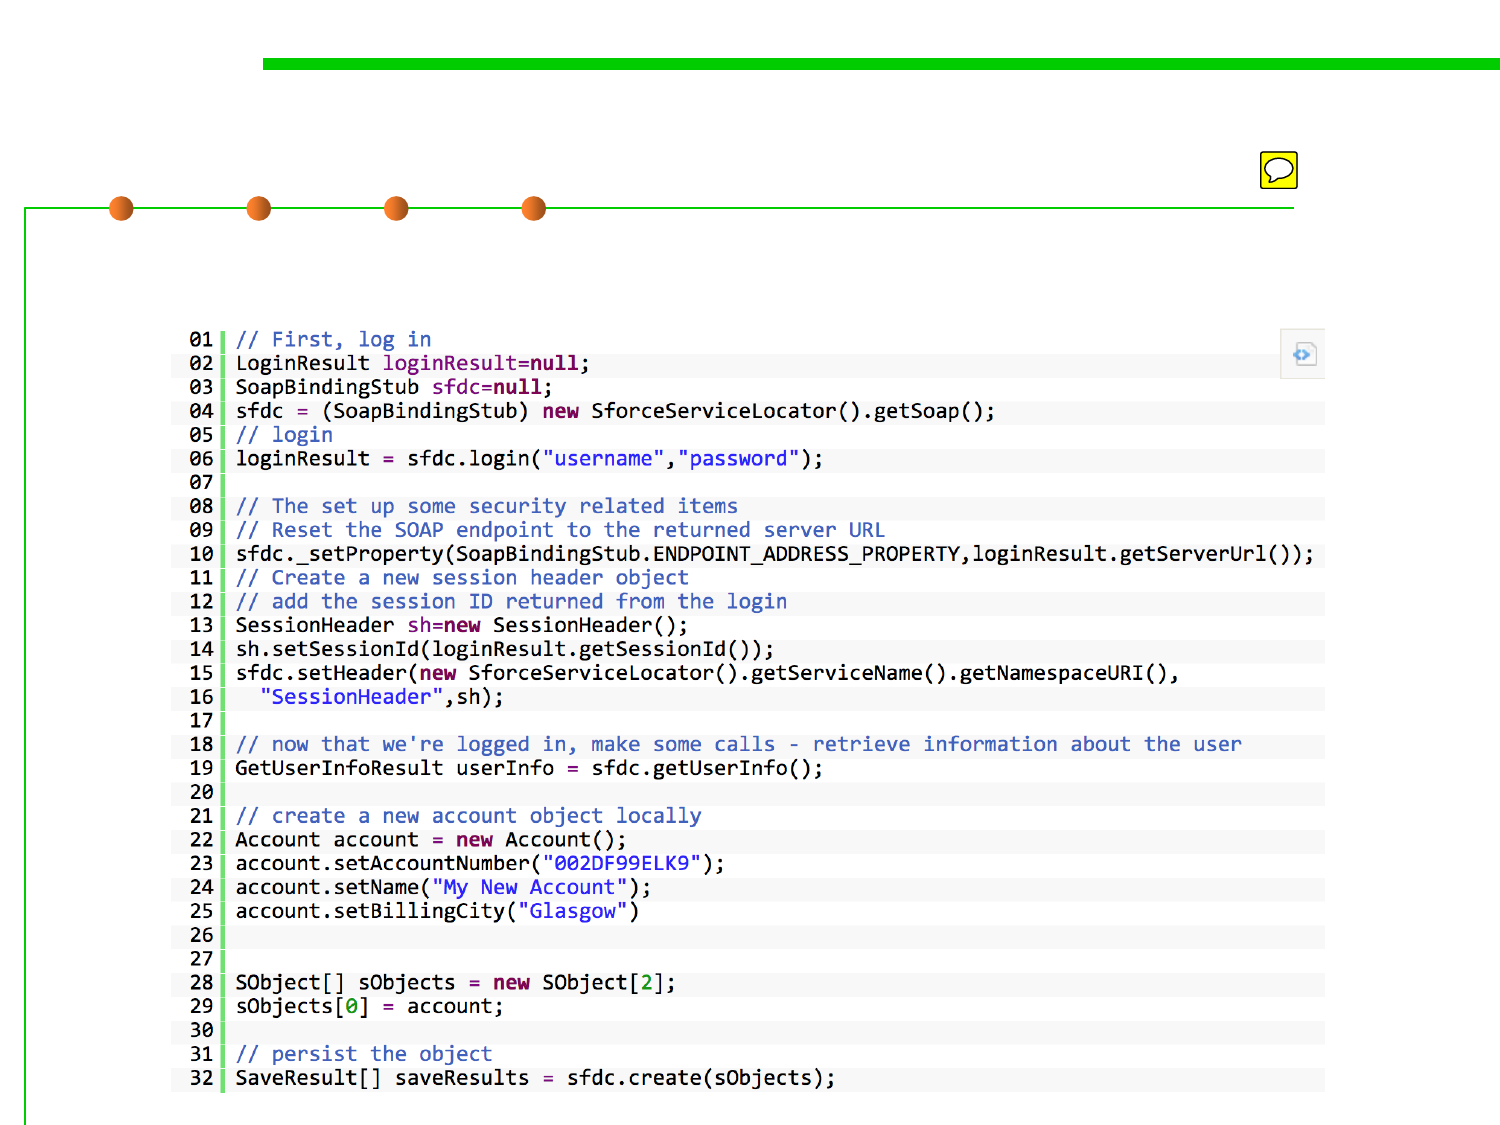 01 // First, log in
02 LoginResult loginResult=null;
03 SoapBindingStub sfdc=null;
04 sfdc = (SoapBindingStub) new SforceServiceLocator().getSoap();
05 // login
06 loginResult = sfdc.login("username","password");
07
08 // The set up some security related items
09 // Reset the SOAP endpoint to the returned server URL
10 sfdc._setProperty(SoapBindingStub.ENDPOINT_ADDRESS_PROPERTY,loginResult.getServerUrl());
11 // Create a new session header object
12 // add the session ID returned from the login
13 SessionHeader sh=new SessionHeader();
14 sh.setSessionId(loginResult.getSessionId());
15 sfdc.setHeader(new SforceServiceLocator().getServiceName().getNamespaceURI(),
16   "SessionHeader",sh);
17
18 // now that we're logged in, make some calls - retrieve information about the user
19 GetUserInfoResult userInfo = sfdc.getUserInfo();
20
21 // create a new account object locally
22 Account account = new Account();
23 account.setAccountNumber("002DF99ELK9");
24 account.setName("My New Account");
25 account.setBillingCity("Glasgow")
26
27
28 SObject[] sObjects = new SObject[2];
29 sObjects[0] = account;
30
31 // persist the object
32 SaveResult[] saveResults = sfdc.create(sObjects);